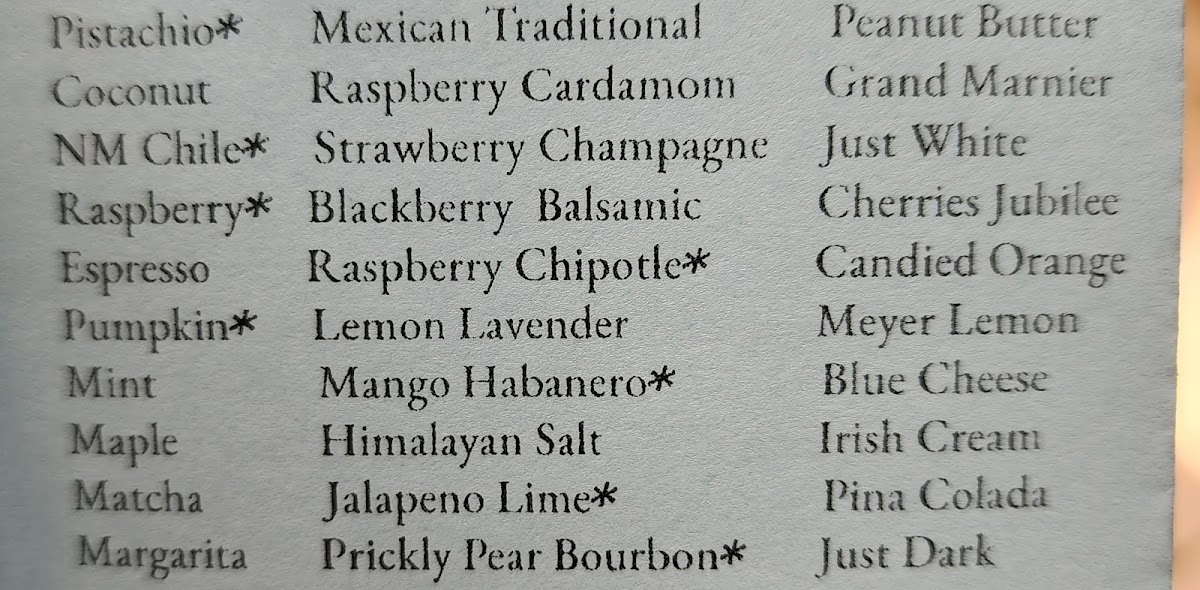 Pistachio* Mexican Traditional Peanut Butter
Coconut Raspberry Cardamom Grand Marnier
NM Chile* Strawberry Champagne Just White
Raspberry* Blackberry Balsamic Cherries Jubilee
Espresso Raspberry Chipotle* Candied Orange
Pumpkin* Lemon Lavender Meyer Lemon
Mint Mango Habanero* Blue Cheese
Maple Himalayan Salt Irish Cream
Matcha Jalapeno Lime* Pina Colada
Margarita Prickly Pear Bourbon* Just Dark